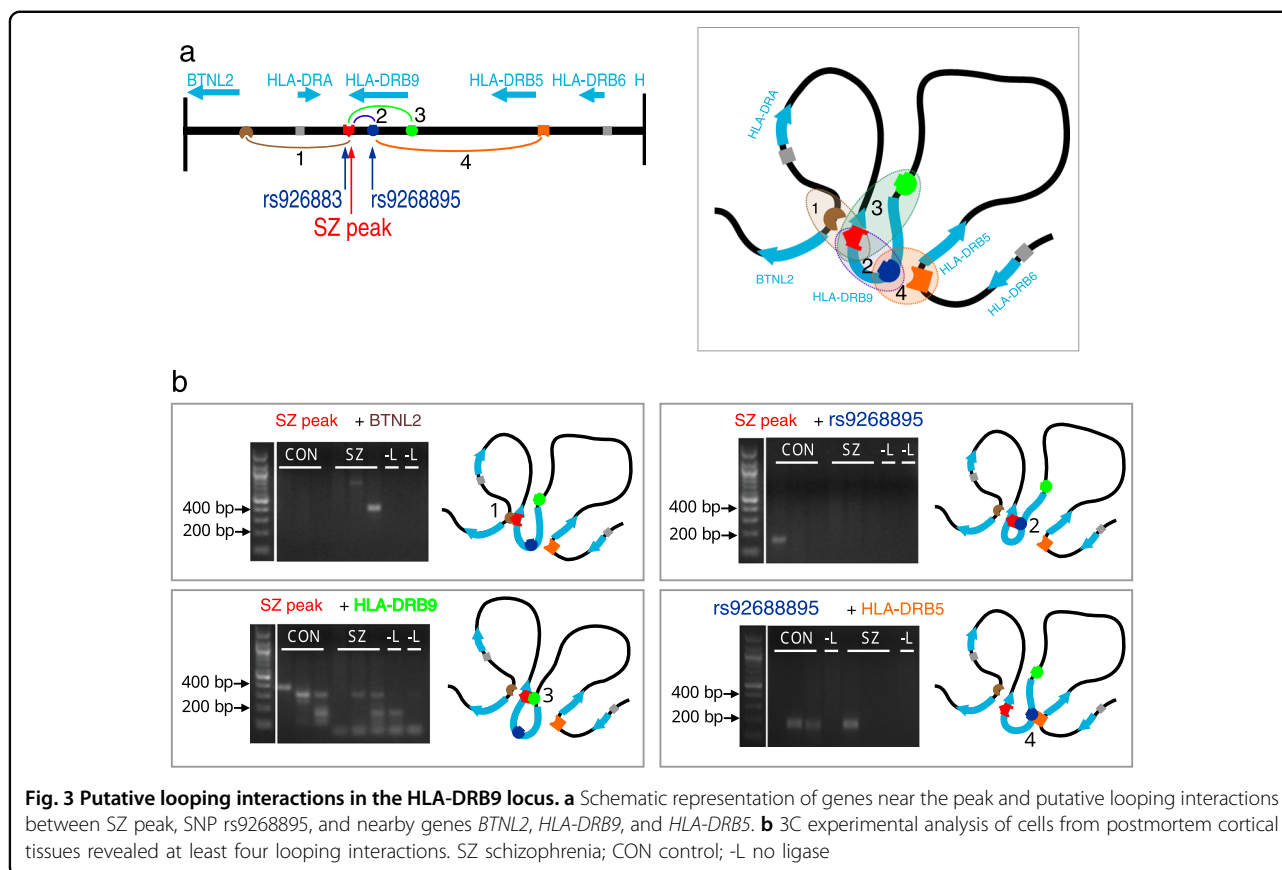 a
BTNL2 HLA-DRA HLA-DRB9 HLA-DRB5 HLA-DRB6 H
1 2 3 4
rs926883 rs9268895
SZ peak
HLA-DRA
1
3
2
4
BTNL2
HLA-DRB9
HLA-DRB5
HLA-DRB6
b
SZ peak + BTNL2
CON SZ -L -L
400 bp
200 bp
1
SZ peak + rs9268895
CON SZ -L -L
400 bp
200 bp
2
SZ peak + HLA-DRB9
CON SZ -L -L
400 bp
200 bp
3
rs92688895 + HLA-DRB5
CON -L SZ -L
400 bp
200 bp
4
Fig. 3 Putative looping interactions in the HLA-DRB9 locus. a Schematic representation of genes near the peak and putative looping interactions
between SZ peak, SNP rs9268895, and nearby genes BTNL2, HLA-DRB9, and HLA-DRB5. b 3C experimental analysis of cells from postmortem cortical
tissues revealed at least four looping interactions. SZ schizophrenia; CON control; -L no ligase